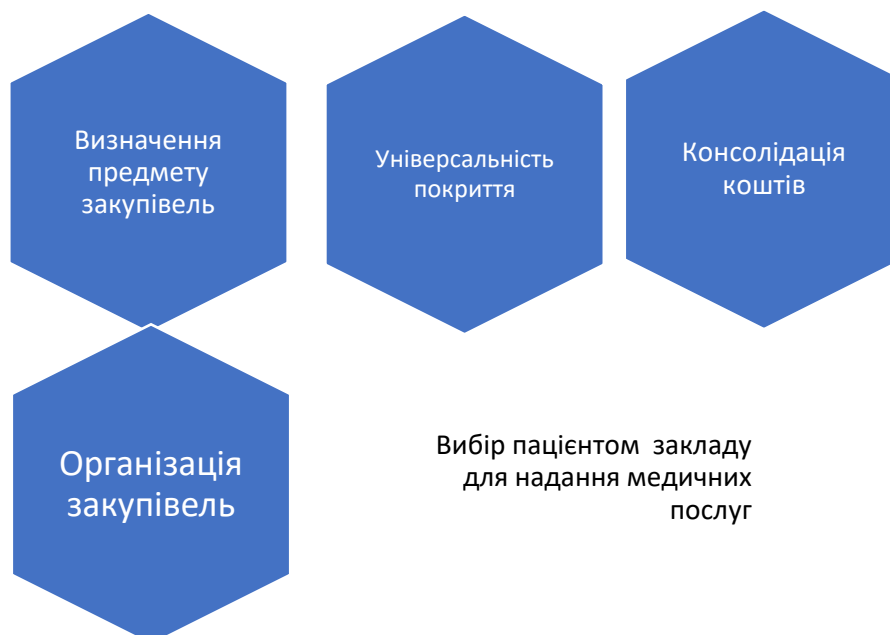 Визначення
предмету
закупівель
Універсальність
покриття
Консолідація
коштів
Організація
закупівель
Вибір пацієнтом закладу
для надання медичних
послуг